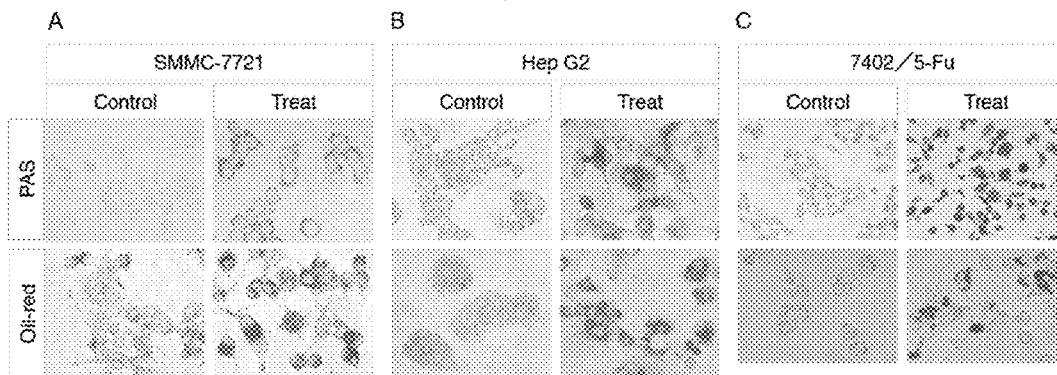 A B C
SMMC-7721 Hep G2 7402/5-Fu
Control Treat Control Treat Control Treat
PAS
Oil-red